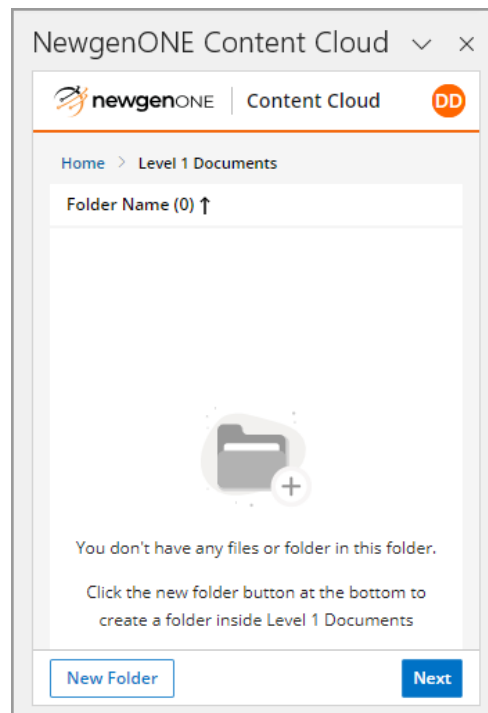 NewgenONE Content Cloud
newgenONE Content Cloud DD
Home > Level 1 Documents
Folder Name (0) ↑
You don't have any files or folder in this folder.
Click the new folder button at the bottom to
create a folder inside Level 1 Documents
New Folder Next